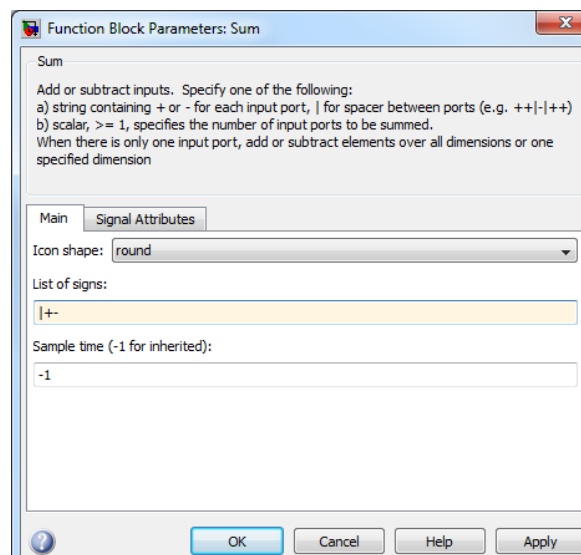 Function Block Parameters: Sum
Sum
Add or subtract inputs.  Specify one of the following:
a) string containing + or - for each input port, | for spacer between ports (e.g. ++|-|++)
b) scalar, >= 1, specifies the number of input ports to be summed.
When there is only one input port, add or subtract elements over all dimensions or one
specified dimension
Main
Signal Attributes
Icon shape: round
List of signs:
|+-
Sample time (-1 for inherited):
-1
OK
Cancel
Help
Apply